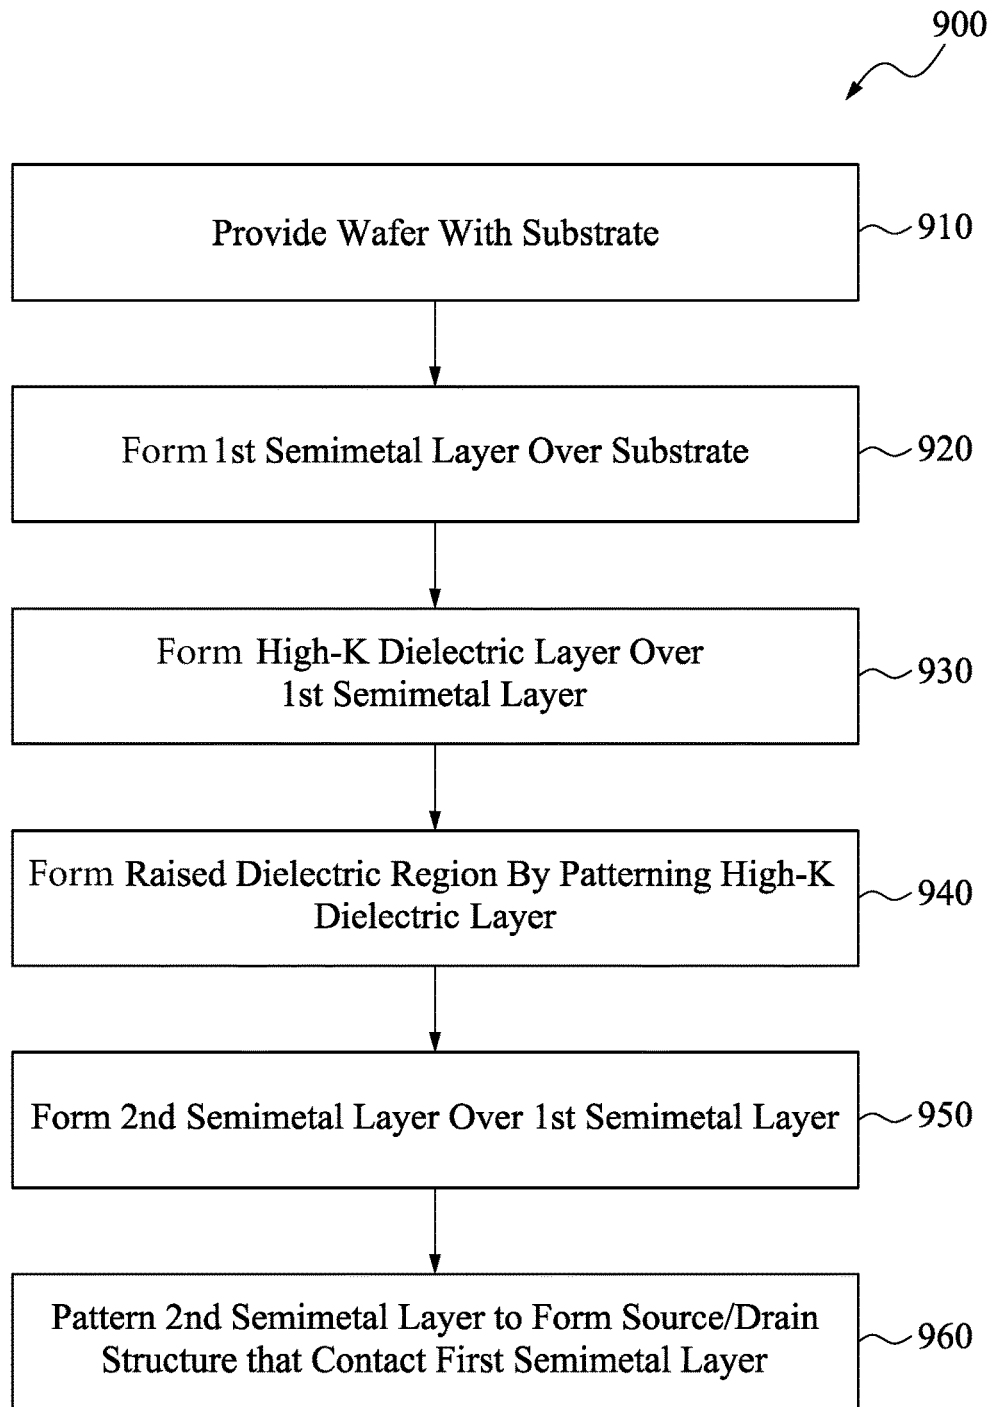 900
Provide Wafer With Substrate
910
Form 1st Semimetal Layer Over Substrate
920
Form High-K Dielectric Layer Over
1st Semimetal Layer
930
Form Raised Dielectric Region By Patterning High-K
Dielectric Layer
940
Form 2nd Semimetal Layer Over 1st Semimetal Layer
950
Pattern 2nd Semimetal Layer to Form Source/Drain
Structure that Contact First Semimetal Layer
960